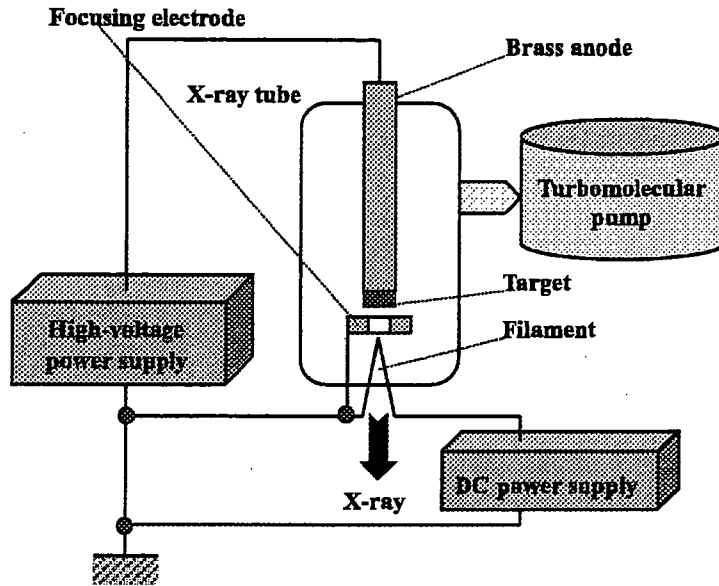 Focusing electrode
Brass anode
X-ray tube
Turbomolecular
pump
Target
High-voltage
power supply
Filament
DC power supply
X-ray